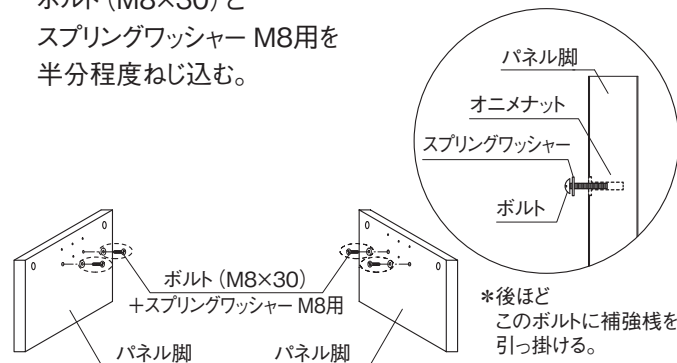 ボルト（M8×30）と
スプリングワッシャー M8用を
半分程度ねじ込む。
パネル脚
オニメナット
スプリングワッシャー
ボルト
ボルト（M8×30）
＋スプリングワッシャー M8用
パネル脚
パネル脚
＊後ほど
このボルトに補強桟を
引っ掛ける。